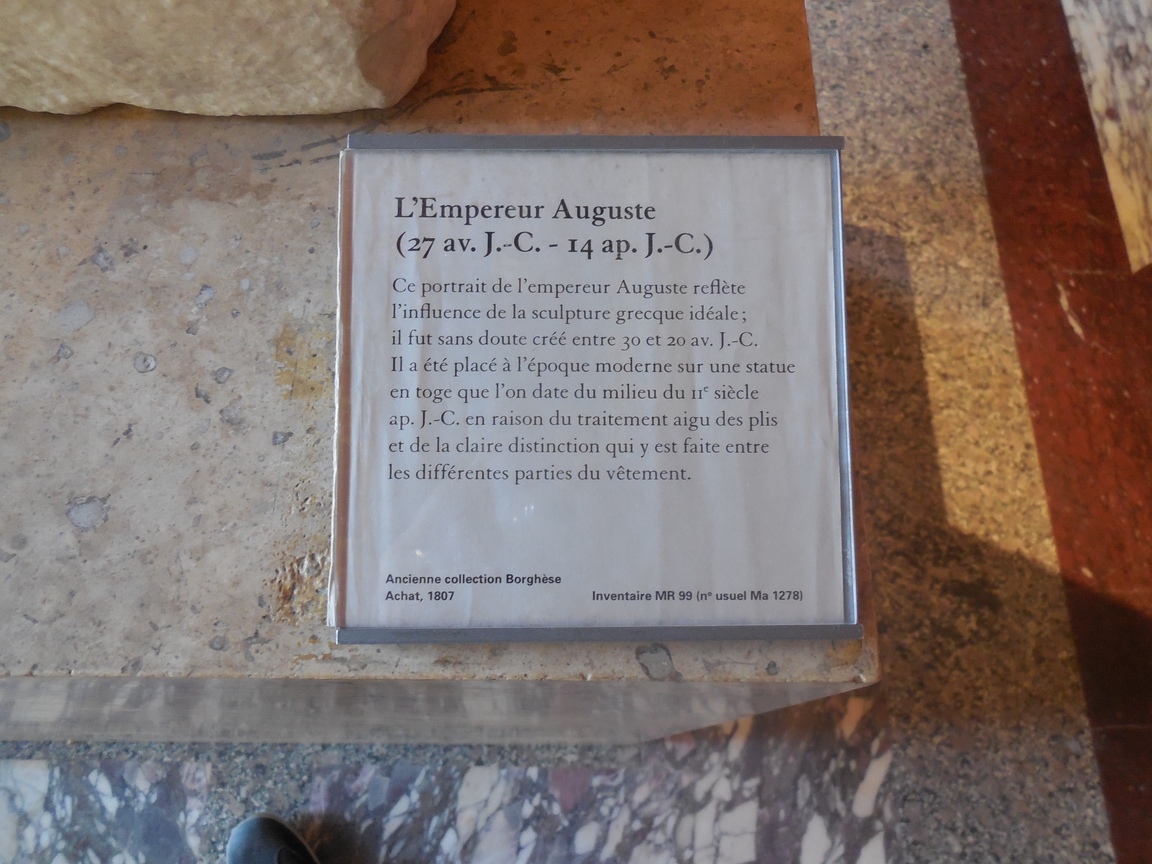 L'Empereur Auguste
(27 av. J.-C. - 14 ap. J.-C.)
Ce portrait de l'empereur Auguste reflète
l'influence de la sculpture grecque idéale ;
il fut sans doute créé entre 30 et 20 av. J.-C.
Il a été placé à l'époque moderne sur une statue
en toge que l'on date du milieu du IIe siècle
ap. J.-C. en raison du traitement aigu des plis
et de la claire distinction qui y est faite entre
les différentes parties du vêtement.
Ancienne collection Borghèse
Achat, 1807
Inventaire MR 99 (n° usuel Ma 1278)